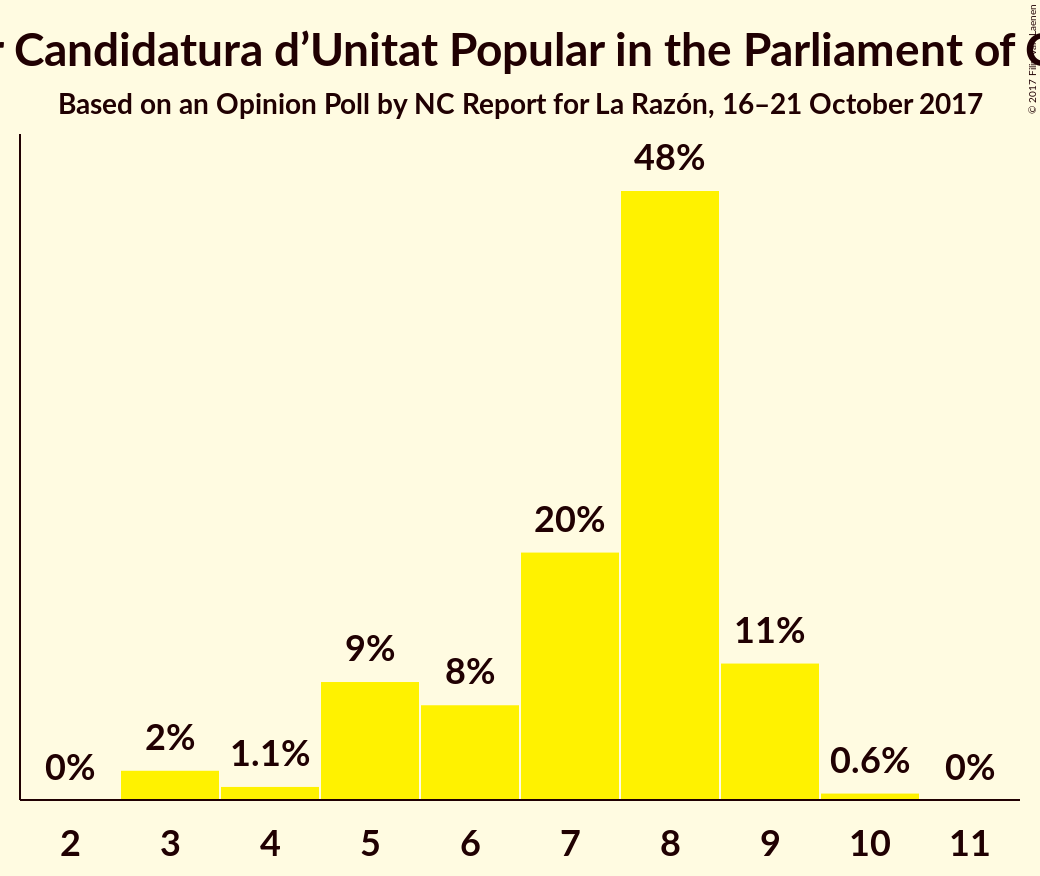 Candidatura d’Unitat Popular in the Parliament of
Based on an Opinion Poll by NC Report for La Razón, 16–21 October 2017
© 2017 Laenen
48%
20%
11%
9%
8%
2%
1.1%
0.6%
0%
0%
2 3 4 5 6 7 8 9 10 11